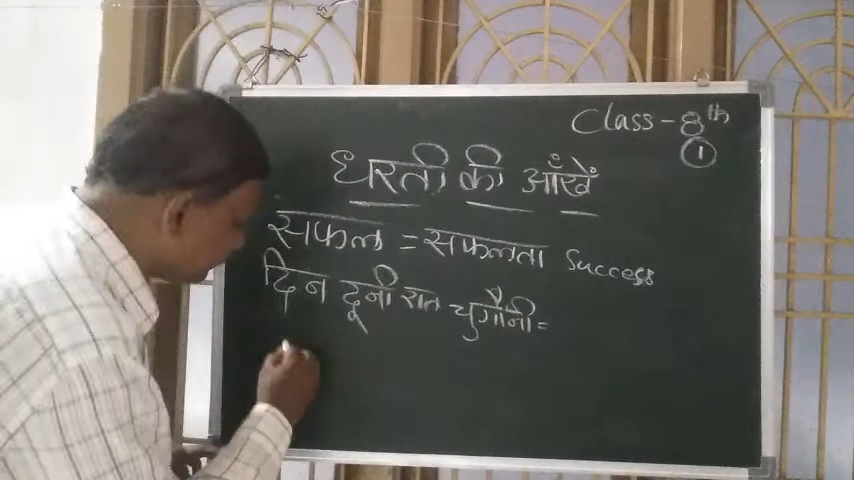 Class - 8th
1
धरती की आँखें
सफल = सफलता Success
दिन दूनी रात चुगौनी =